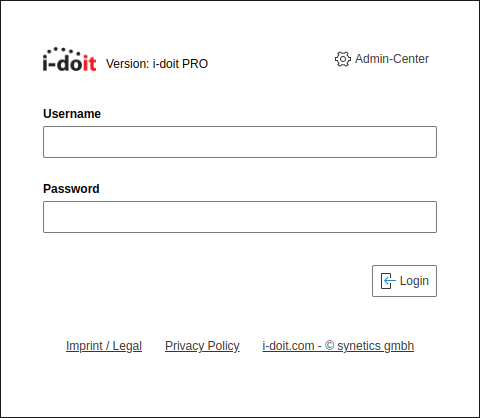 i-doit Version: i-doit PRO Admin-Center
Username
Password
Login
Imprint / Legal Privacy Policy i-doit.com - © synetics gmbh